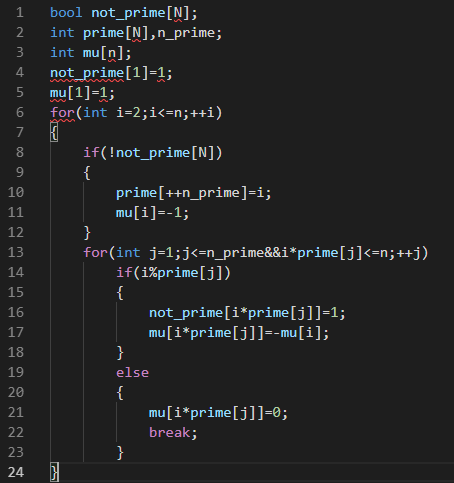 1 bool not_prime[N];
2 int prime[N],n_prime;
3 int mu[n];
4 not_prime[1]=1;
5 mu[1]=1;
6 for(int i=2;i<=n;++i)
7 {
8     if(!not_prime[N])
9     {
10         prime[++n_prime]=i;
11         mu[i]=-1;
12     }
13     for(int j=1;j<=n_prime&&i*prime[j]<=n;++j)
14         if(i%prime[j])
15         {
16             not_prime[i*prime[j]]=1;
17             mu[i*prime[j]]=-mu[i];
18         }
19         else
20         {
21             mu[i*prime[j]]=0;
22             break;
23         }
24 }